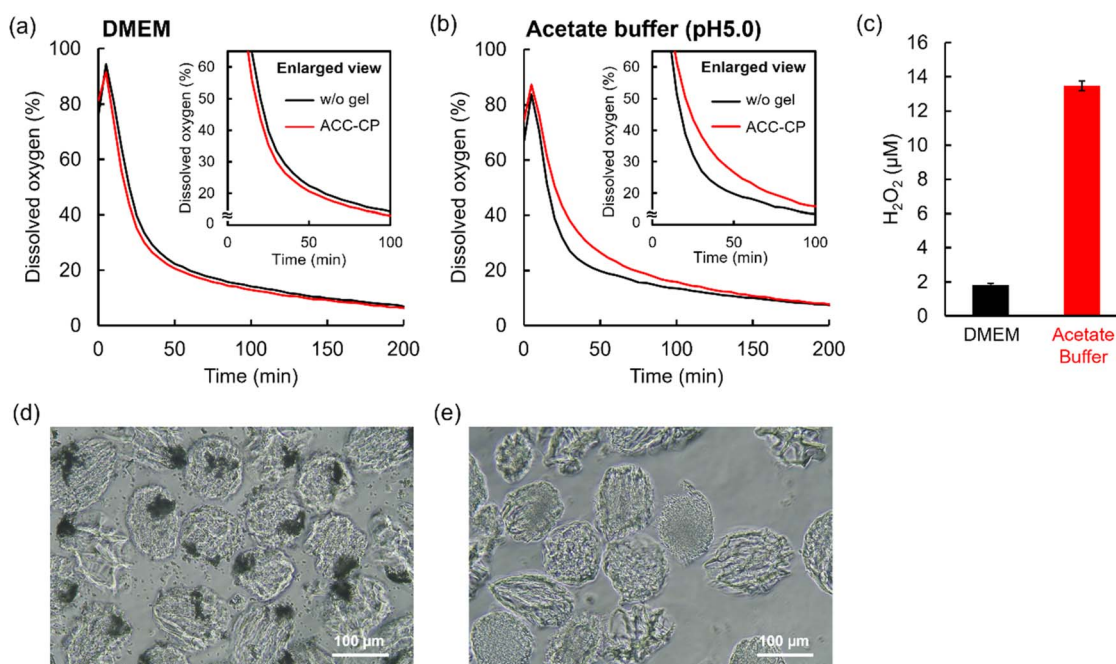 (a)
DMEM
Dissolved oxygen (%)
100
80
60
40
20
0
0
50
100
150
200
Time (min)
Enlarged view
w/o gel
ACC-CP
Dissolved oxygen (%)
60
50
40
30
20
0
≈
0
50
100
Time (min)
(b)
Acetate buffer (pH5.0)
Dissolved oxygen (%)
100
80
60
40
20
0
0
50
100
150
200
Time (min)
Enlarged view
w/o gel
ACC-CP
Dissolved oxygen (%)
60
50
40
30
20
0
≈
0
50
100
Time (min)
(c)
H₂O₂ (µM)
16
14
12
10
8
6
4
2
0
DMEM
Acetate
Buffer
(d)
100 µm
(e)
100 µm